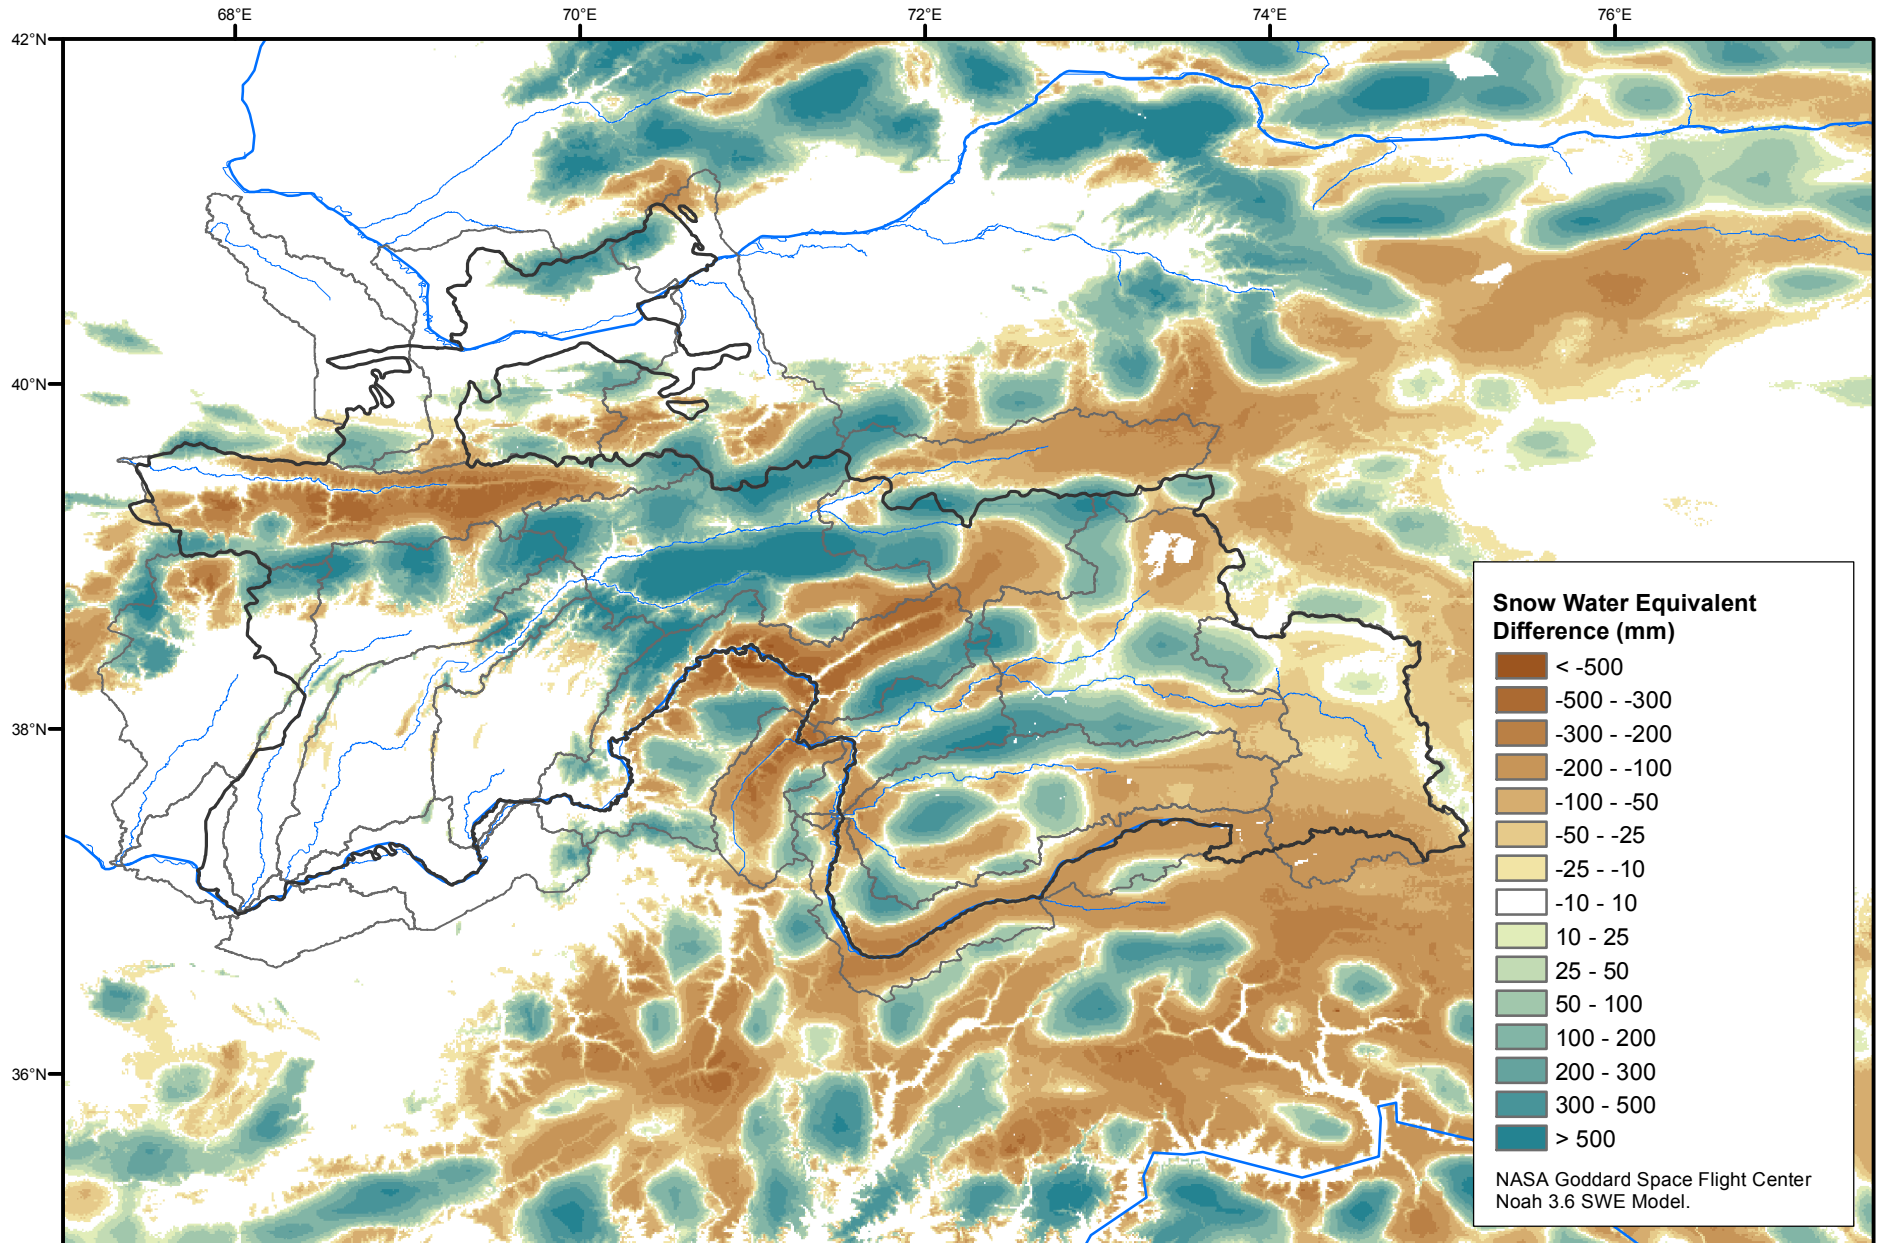 68°E
70°E
72°E
74°E
76°E
42°N
40°N
38°N
36°N
Snow Water Equivalent
Difference (mm)
< -500
-500 - -300
-300 - -200
-200 - -100
-100 - -50
-50 - -25
-25 - -10
-10 - 10
10 - 25
25 - 50
50 - 100
100 - 200
200 - 300
300 - 500
> 500
NASA Goddard Space Flight Center
Noah 3.6 SWE Model.